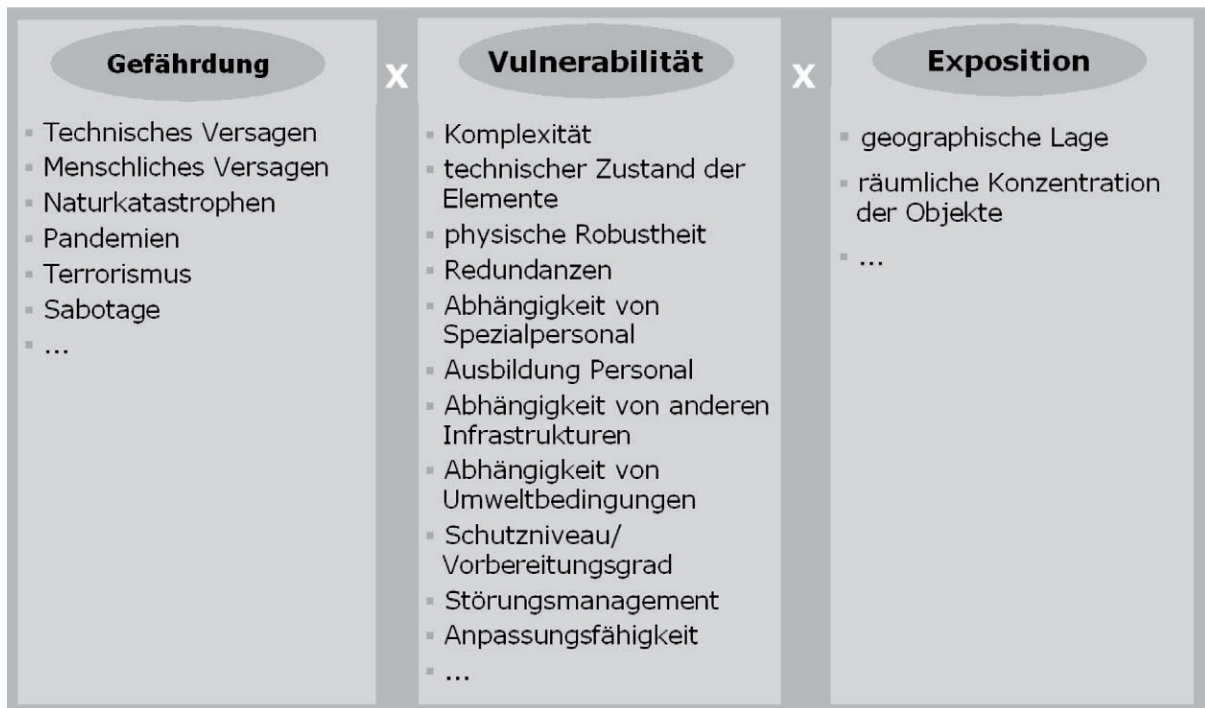 Gefährdung
Technisches Versagen
Menschliches Versagen
Naturkatastrophen
Pandemien
Terrorismus
Sabotage
...
x
Vulnerabilität
Komplexität
technischer Zustand der
Elemente
physische Robustheit
Redundanzen
Abhängigkeit von
Spezialpersonal
Ausbildung Personal
Abhängigkeit von anderen
Infrastrukturen
Abhängigkeit von
Umweltbedingungen
Schutzniveau/
Vorbereitungsgrad
Störungsmanagement
Anpassungsfähigkeit
...
x
Exposition
geographische Lage
räumliche Konzentration
der Objekte
...